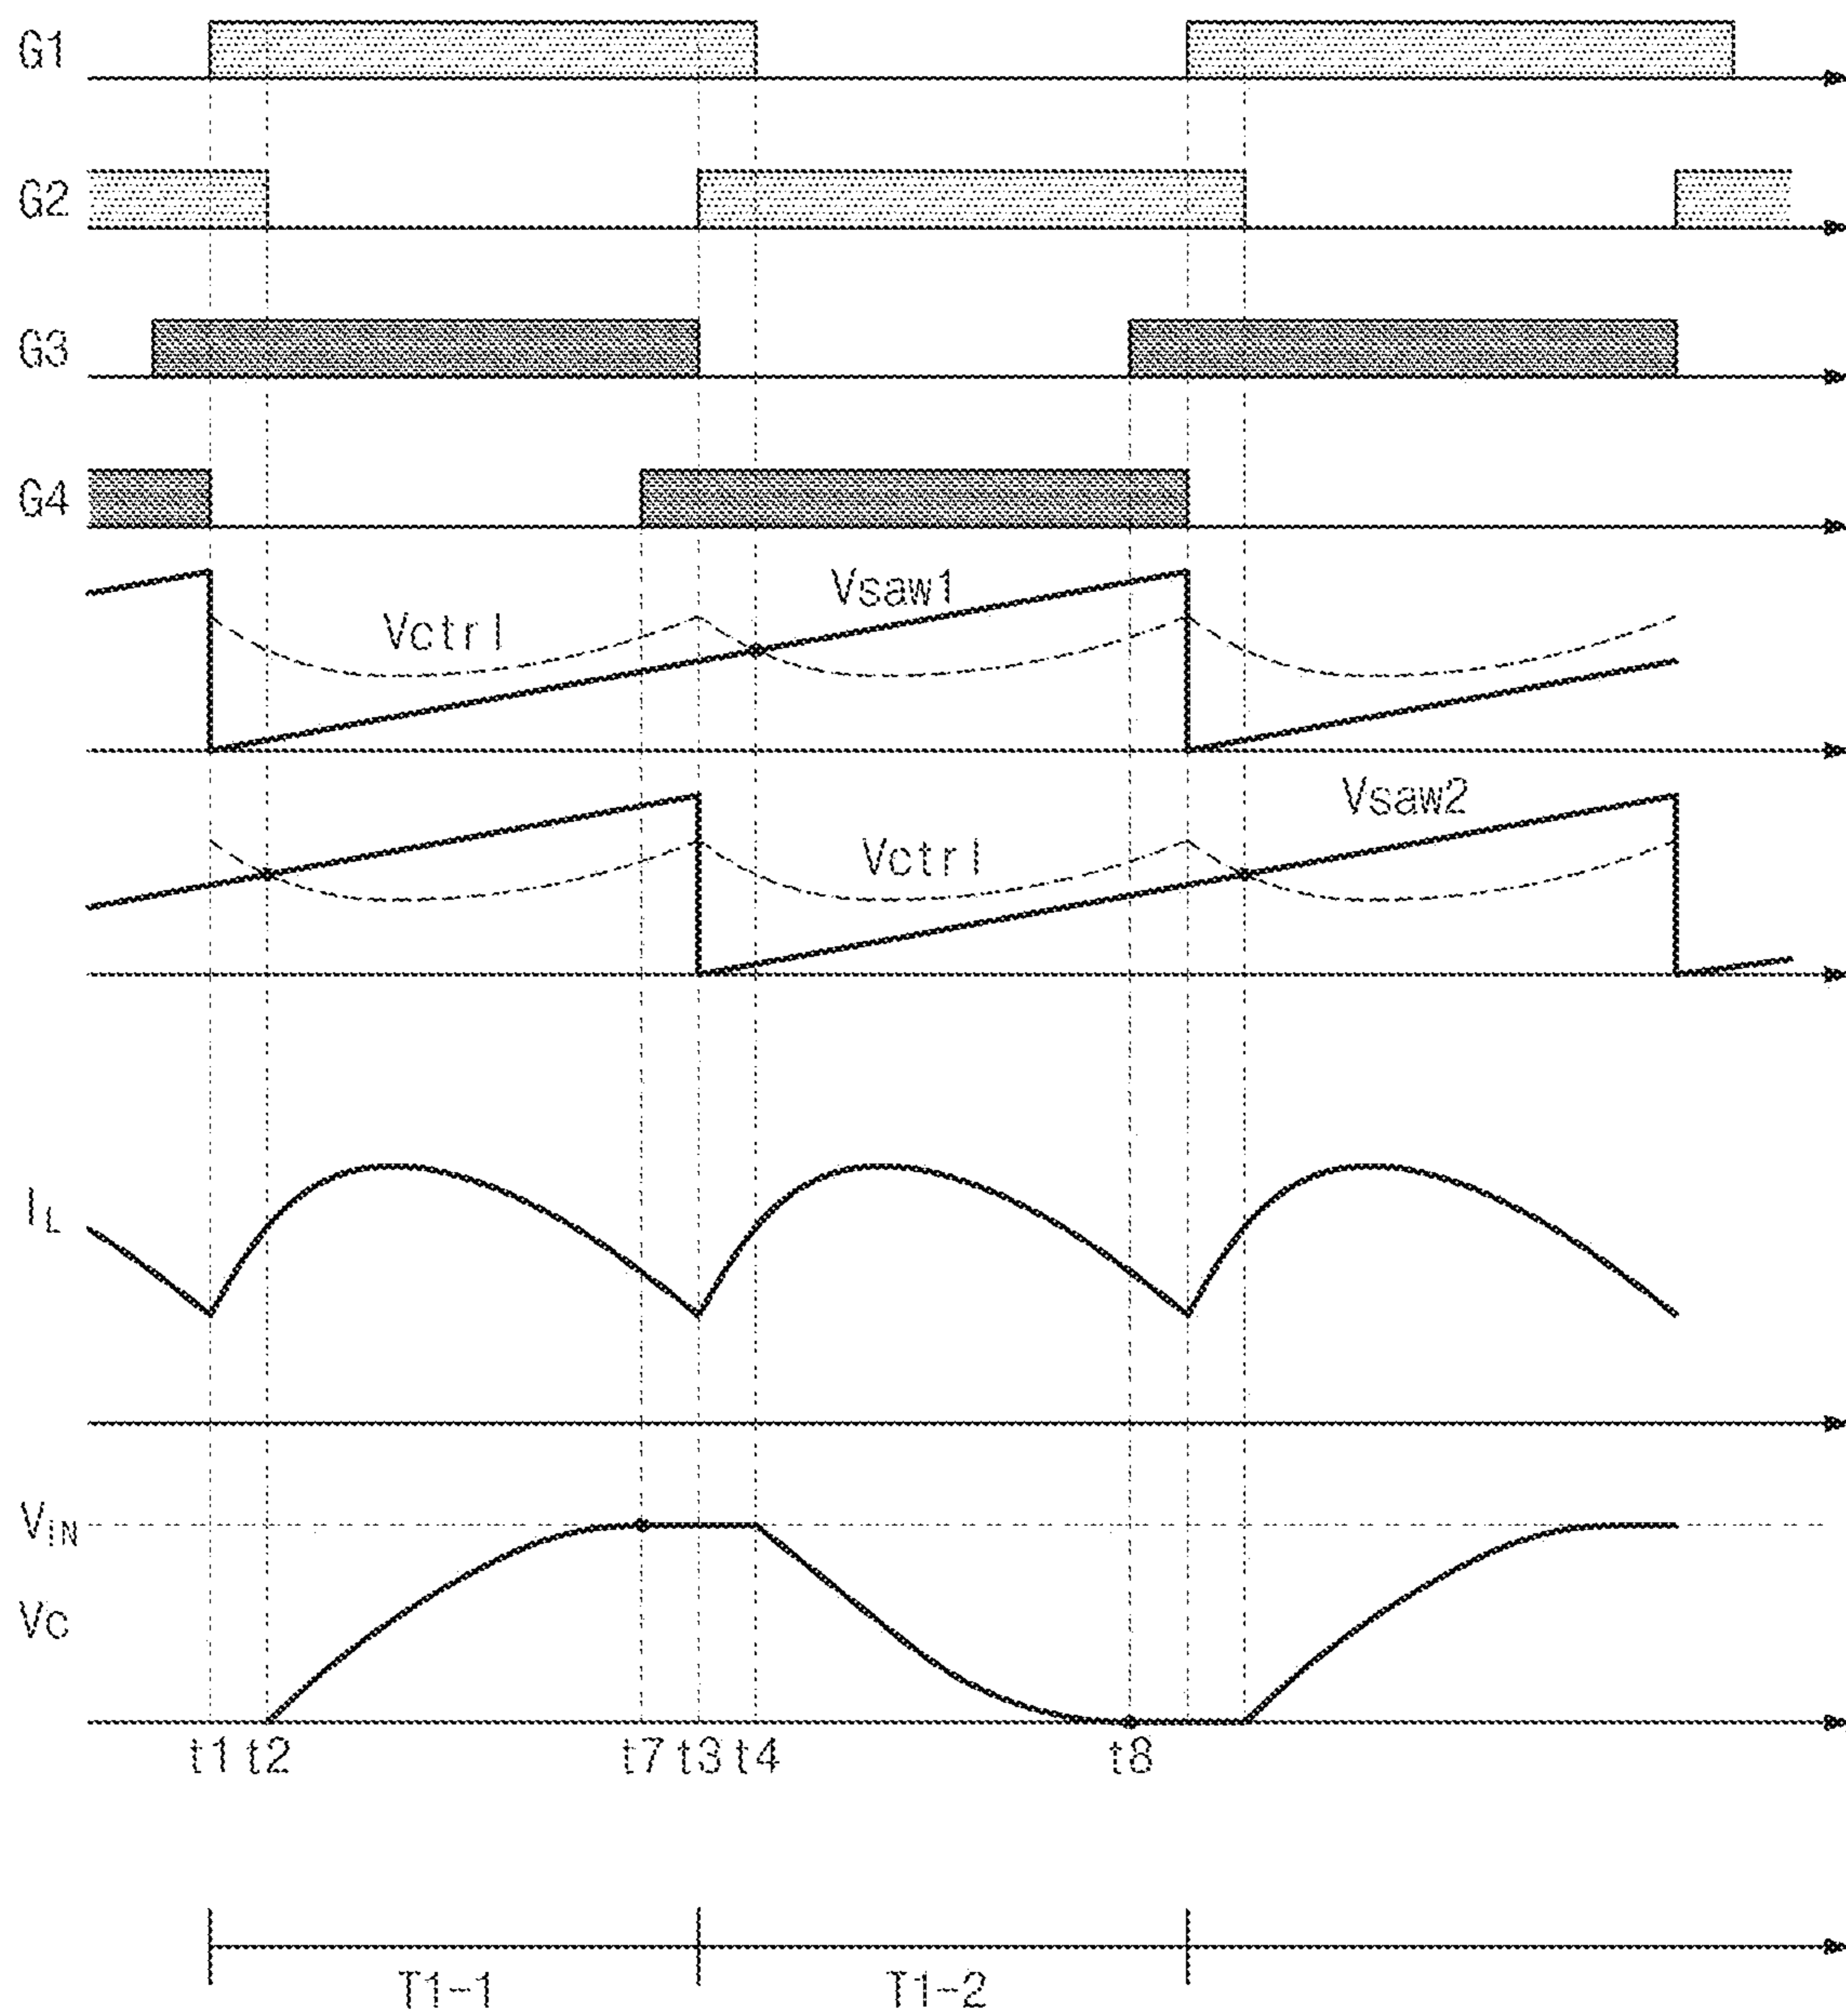 G1
G2
G3
G4
Vsaw1
Vctrl
Vsaw2
Vctrl
IL
VIN
Vc
t1 t2 t7 t3 t4 t8
T1-1 T1-2